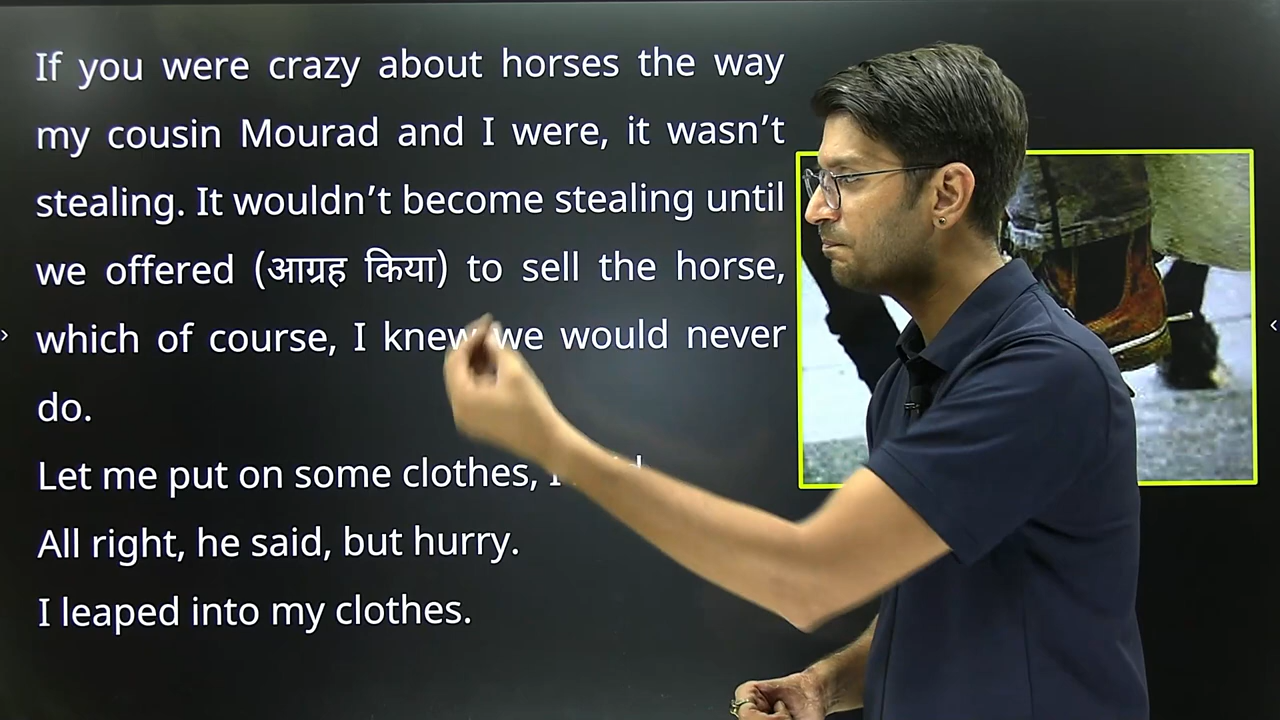 If you were crazy about horses the way
my cousin Mourad and I were, it wasn’t
stealing. It wouldn’t become stealing until
we offered (आग्रह किया) to sell the horse,
which of course, I knew we would never
do.
Let me put on some clothes, I
All right, he said, but hurry.
I leaped into my clothes.